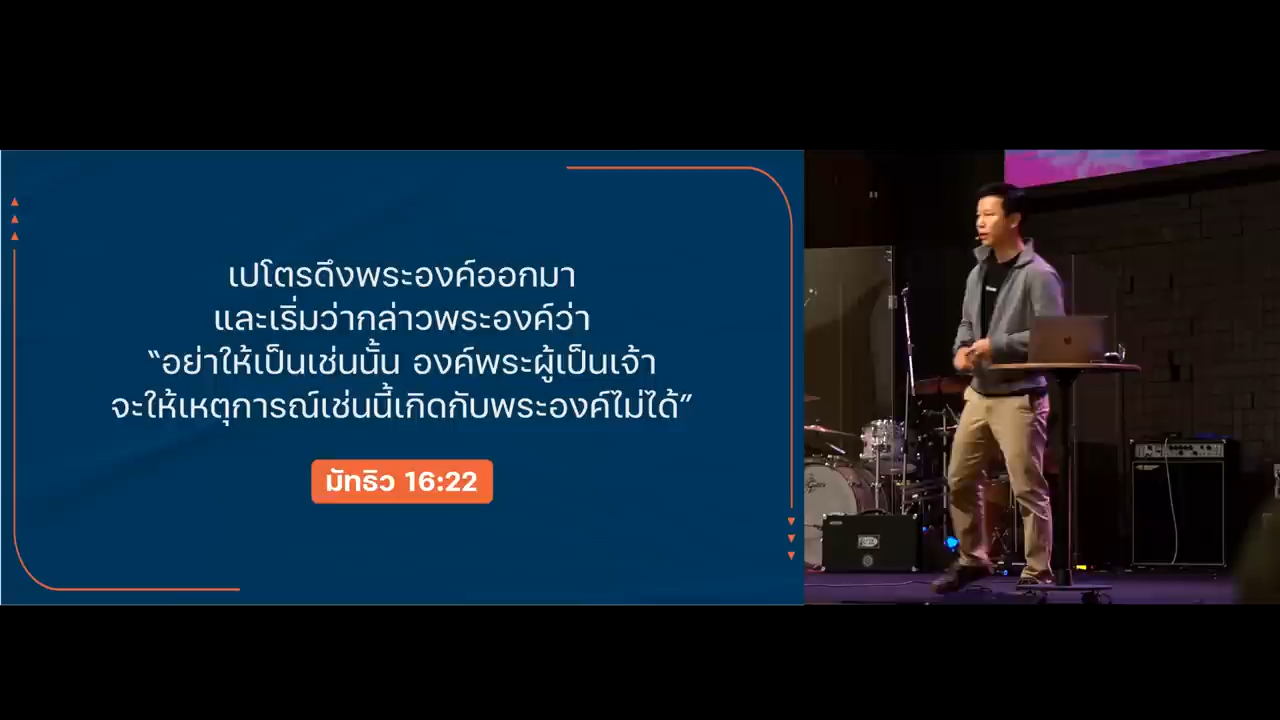 เปโตรดึงพระองค์ออกมา
และเริ่มว่ากล่าวพระองค์ว่า
“อย่าให้เป็นเช่นนั้น องค์พระผู้เป็นเจ้า
จะให้เหตุการณ์เช่นนี้เกิดกับพระองค์ไม่ได้”
มัทธิว 16:22